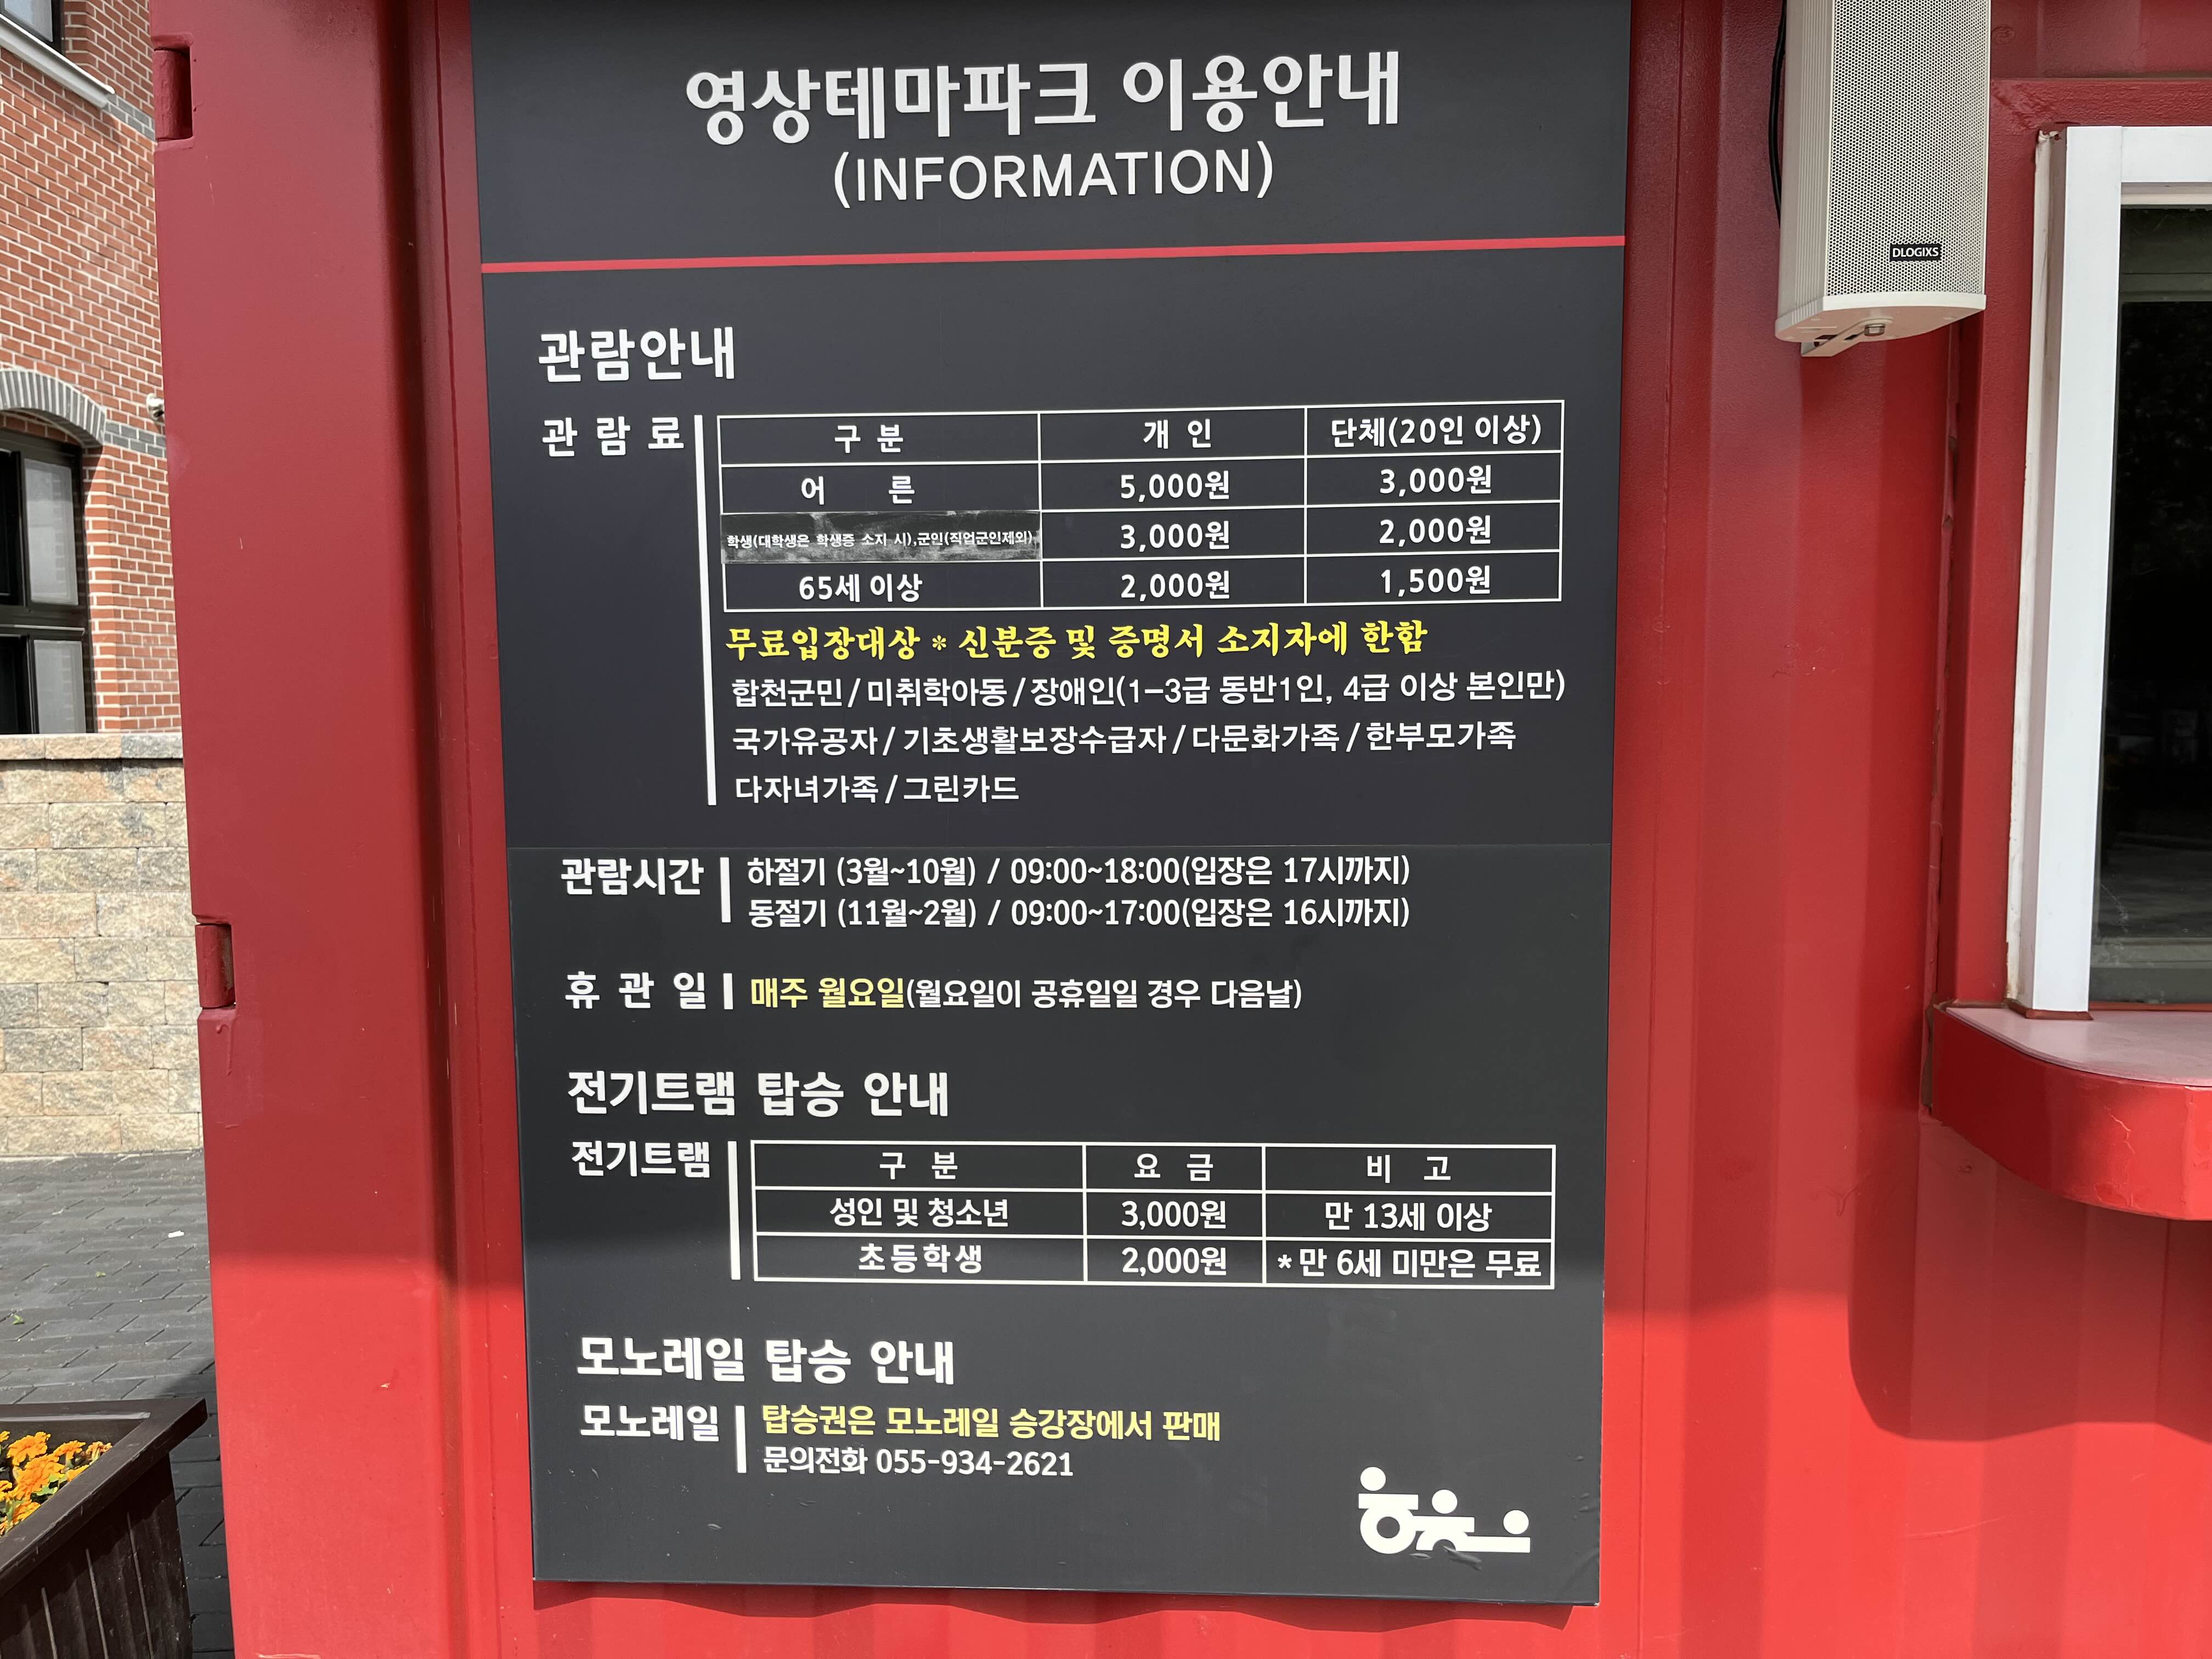 영상테마파크 이용안내
(INFORMATION)
DLOGIXS
관람안내
관 람 료
구 분 개 인 단체(20인 이상)
어 른 5,000원 3,000원
학생(대학생은 학생증 소지 시),군인(직업군인제외) 3,000원 2,000원
65세 이상 2,000원 1,500원
무료입장대상 * 신분증 및 증명서 소지자에 한함
합천군민/미취학아동/장애인(1-3급 동반1인, 4급 이상 본인만)
국가유공자/기초생활보장수급자/다문화가족/한부모가족
다자녀가족/그린카드
관람시간 하절기 (3월~10월) / 09:00~18:00(입장은 17시까지)
동절기 (11월~2월) / 09:00~17:00(입장은 16시까지)
휴 관 일 매주 월요일(월요일이 공휴일일 경우 다음날)
전기트램 탑승 안내
전기트램
구 분 요 금 비 고
성인 및 청소년 3,000원 만 13세 이상
초등학생 2,000원 *만 6세 미만은 무료
모노레일 탑승 안내
모노레일 탑승권은 모노레일 승강장에서 판매
문의전화 055-934-2621